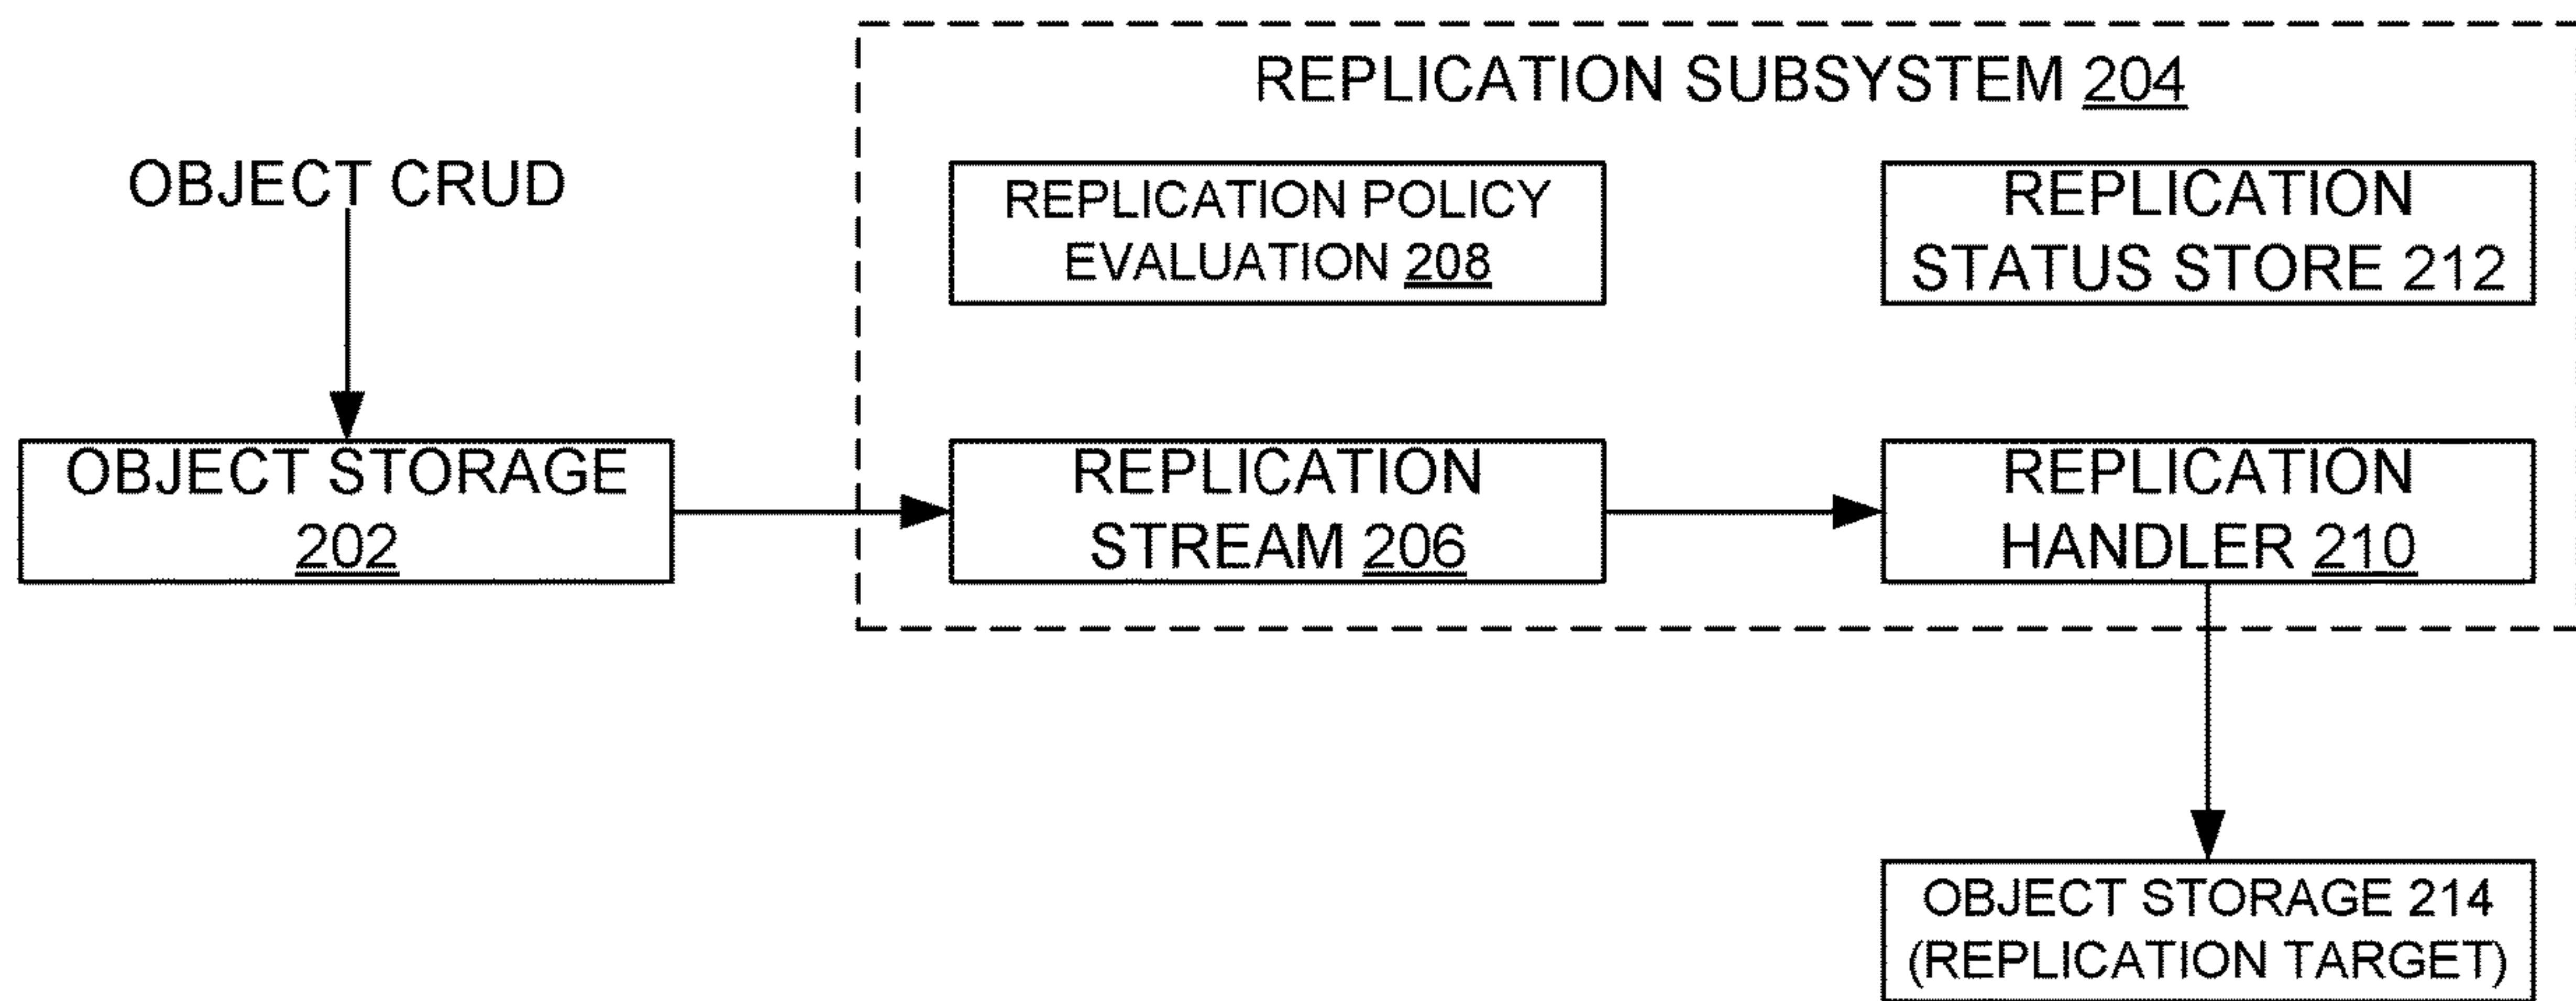 REPLICATION SUBSYSTEM 204
OBJECT CRUD
REPLICATION POLICY
EVALUATION 208
REPLICATION
STATUS STORE 212
OBJECT STORAGE
202
REPLICATION
STREAM 206
REPLICATION
HANDLER 210
OBJECT STORAGE 214
(REPLICATION TARGET)